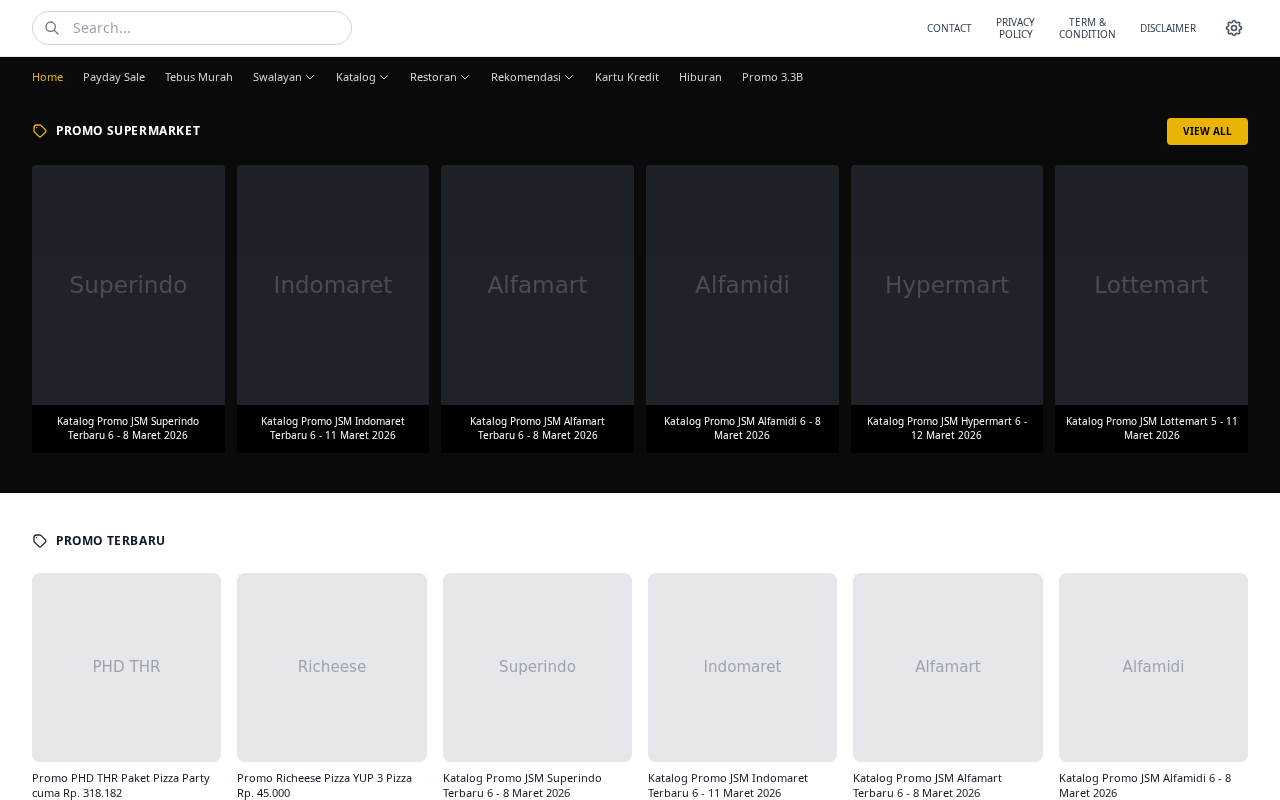 Search...
CONTACT
PRIVACY
POLICY
TERM &
CONDITION
DISCLAIMER
Home Payday Sale Tebus Murah Swalayan Katalog Restoran Rekomendasi Kartu Kredit Hiburan Promo 3.3B
PROMO SUPERMARKET
VIEW ALL
Superindo
Indomaret
Alfamart
Alfamidi
Hypermart
Lottemart
Katalog Promo JSM Superindo
Terbaru 6 - 8 Maret 2026
Katalog Promo JSM Indomaret
Terbaru 6 - 11 Maret 2026
Katalog Promo JSM Alfamart
Terbaru 6 - 8 Maret 2026
Katalog Promo JSM Alfamidi 6 - 8
Maret 2026
Katalog Promo JSM Hypermart 6 -
12 Maret 2026
Katalog Promo JSM Lottemart 5 - 11
Maret 2026
PROMO TERBARU
PHD THR
Richeese
Superindo
Indomaret
Alfamart
Alfamidi
Promo PHD THR Paket Pizza Party
cuma Rp. 318.182
Promo Richeese Pizza YUP 3 Pizza
Rp. 45.000
Katalog Promo JSM Superindo
Terbaru 6 - 8 Maret 2026
Katalog Promo JSM Indomaret
Terbaru 6 - 11 Maret 2026
Katalog Promo JSM Alfamart
Terbaru 6 - 8 Maret 2026
Katalog Promo JSM Alfamidi 6 - 8
Maret 2026